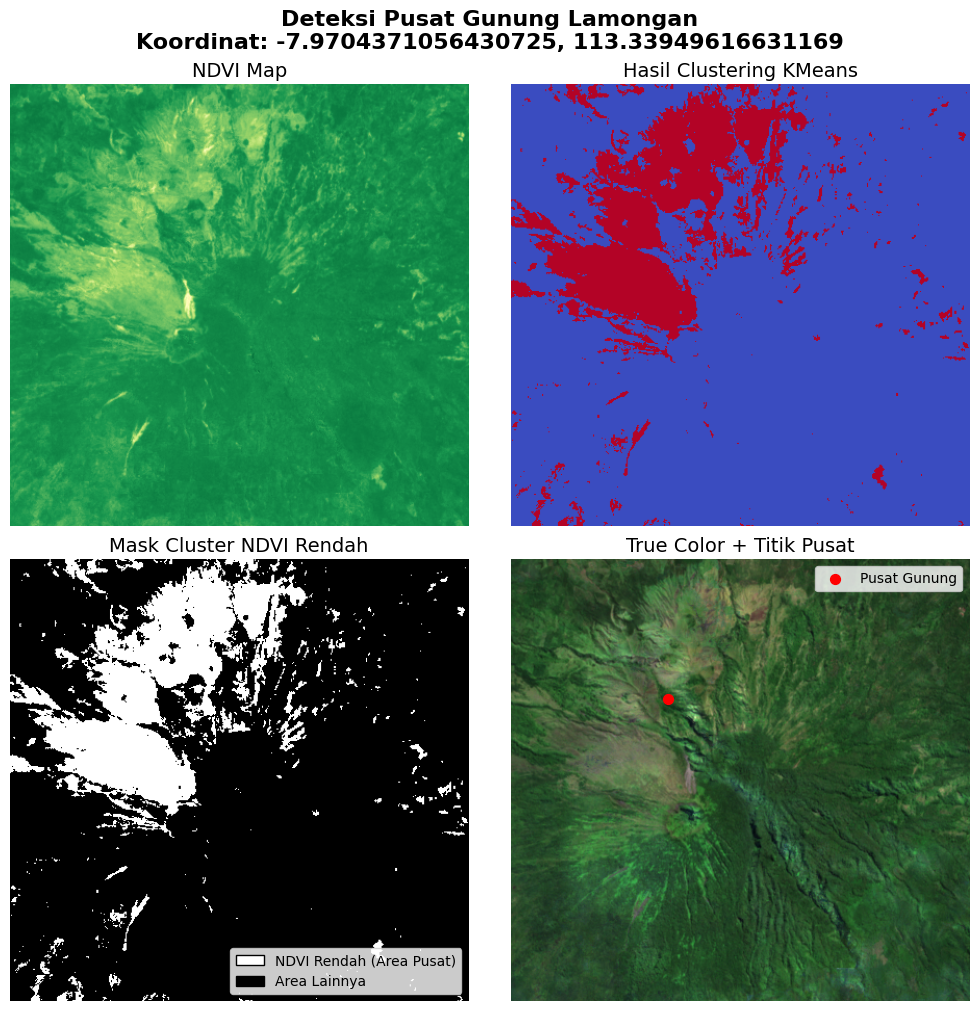 Deteksi Pusat Gunung Lamongan
Koordinat: -7.9704371056430725, 113.33949616631169
NDVI Map
Hasil Clustering KMeans
Mask Cluster NDVI Rendah
True Color + Titik Pusat
Pusat Gunung
NDVI Rendah (Area Pusat)
Area Lainnya